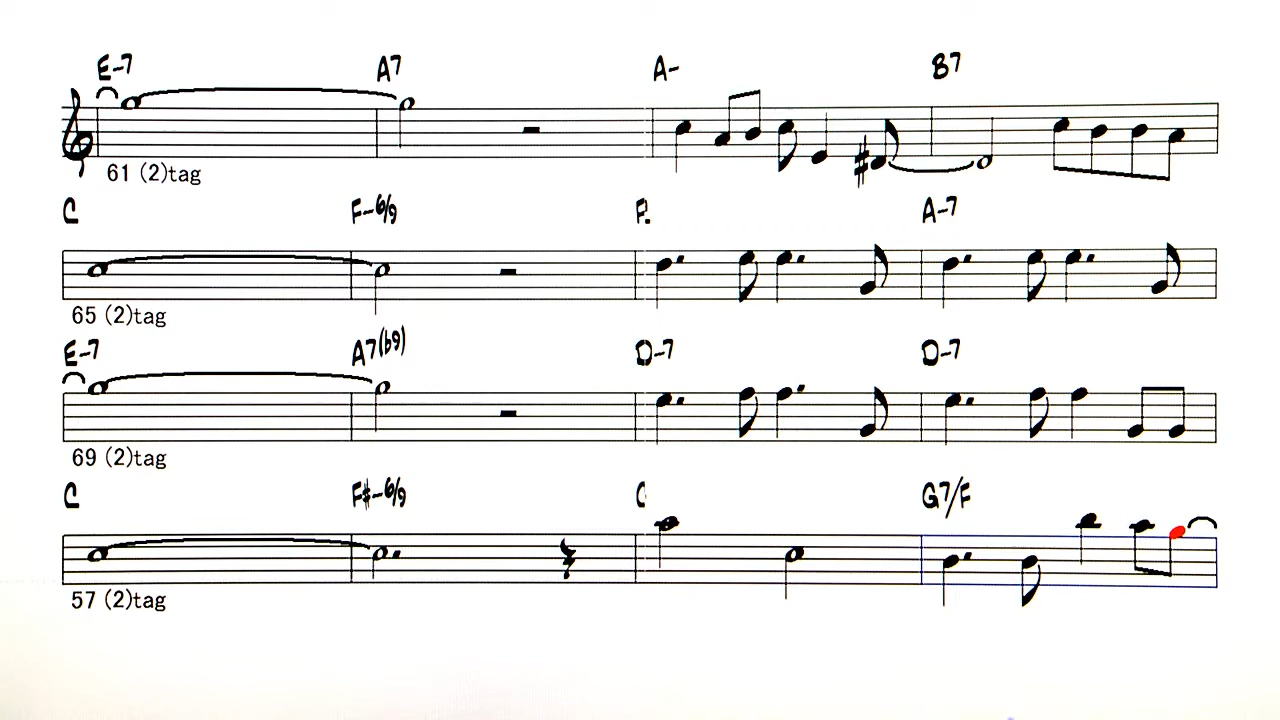 E-7 A7 A- B7
61 (2)tag
C F-6/9 A-7
65 (2)tag
E-7 A7(b9) D-7 D-7
69 (2)tag
C F#-6/9 C G7/F
57 (2)tag